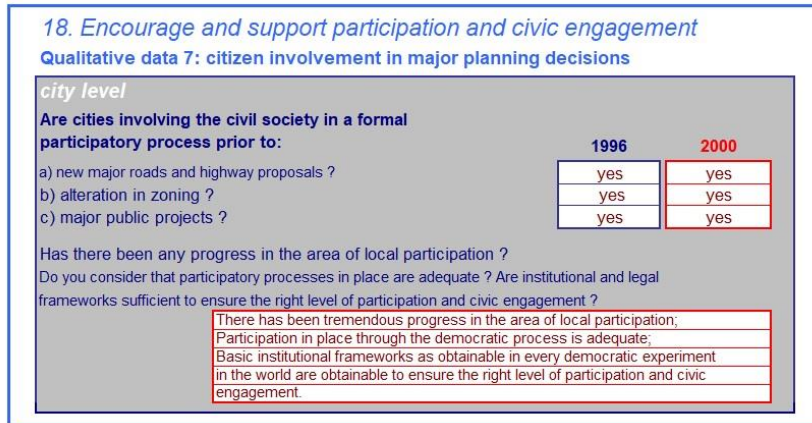 18. Encourage and support participation and civic engagement
Qualitative data 7: citizen involvement in major planning decisions
city level
Are cities involving the civil society in a formal
participatory process prior to: 1996 2000
a) new major roads and highway proposals ? yes yes
b) alteration in zoning ? yes yes
c) major public projects ? yes yes
Has there been any progress in the area of local participation ?
Do you consider that participatory processes in place are adequate ? Are institutional and legal
frameworks sufficient to ensure the right level of participation and civic engagement ?
There has been tremendous progress in the area of local participation;
Participation in place through the democratic process is adequate;
Basic institutional frameworks as obtainable in every democratic experiment
in the world are obtainable to ensure the right level of participation and civic
engagement.